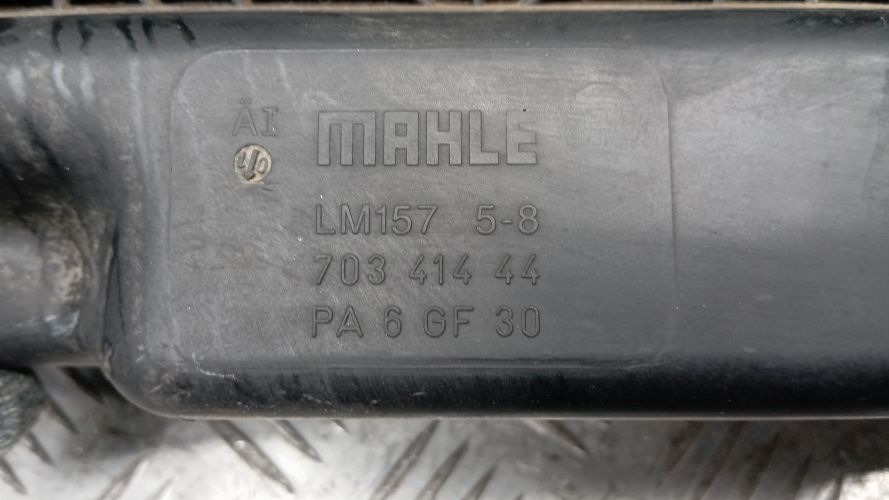 ÄI
MAHLE
LM157 5-8
703 414 44
PA 6 GF 30